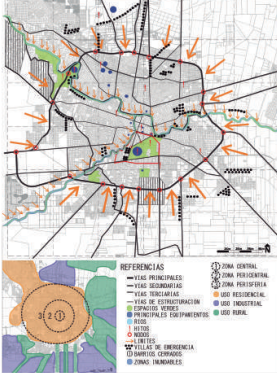 REFERENCIAS
VIAS PRINCIPALES
VIAS SECUNDARIAS
VIAS TERCIARIAS
VIAS DE ESTRUCTURACION
ESPACIOS VERDES
PRINCIPALES EQUIPAMIENTOS
RIOS
HITOS
NODOS
LIMITES
VILLAS DE EMERGENCIA
BARRIOS CERRADOS
ZONAS INUNDABLES
1 ZONA CENTRAL
2 ZONA PERICENTRAL
3 ZONA PERIFERIA
USO RESIDENCIAL
USO INDUSTRIAL
USO RURAL
3 2 1